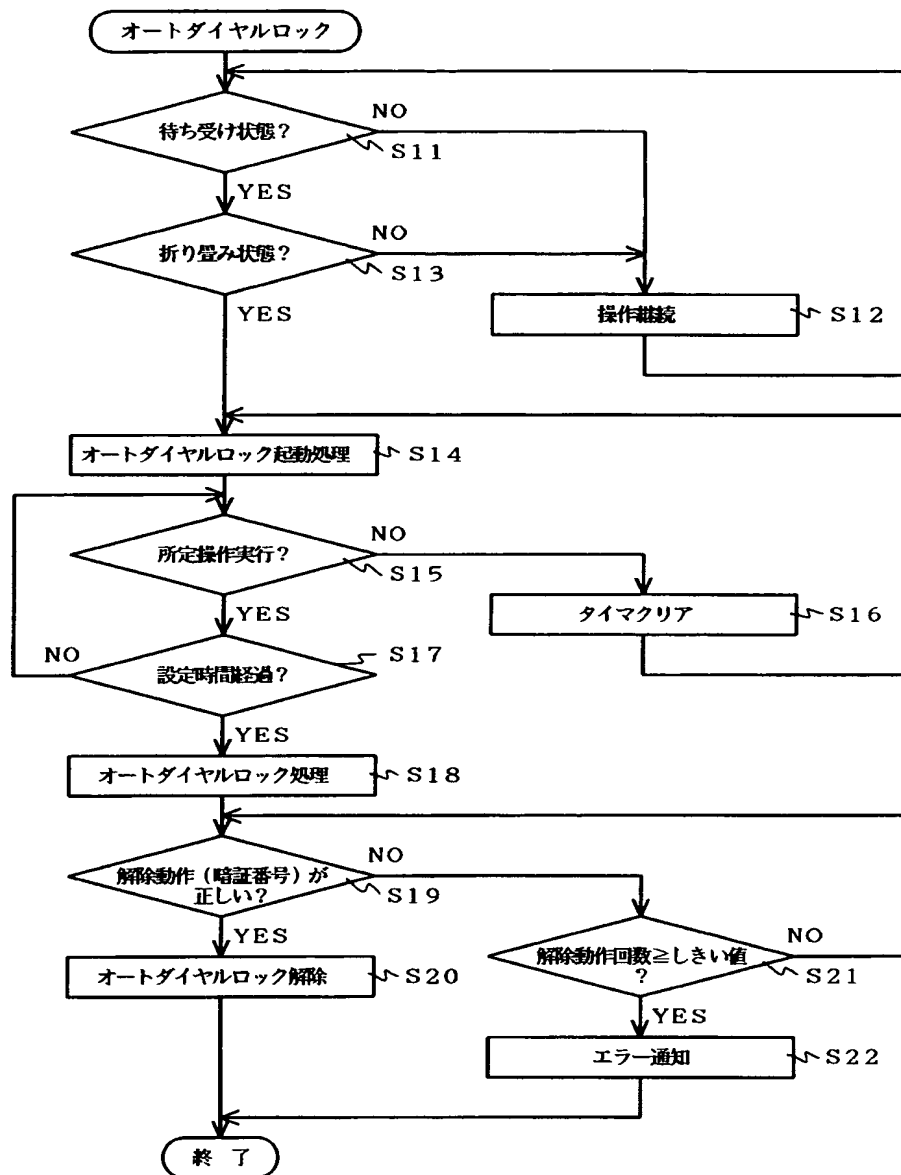 オートダイヤルロック
待ち受け状態?
NO
S11
YES
折り畳み状態?
NO
S13
YES
操作継続
S12
オートダイヤルロック起動処理
S14
所定操作実行?
NO
S15
YES
タイマクリア
S16
設定時間経過?
NO
S17
YES
オートダイヤルロック処理
S18
解除動作(暗証番号)が
正しい?
NO
S19
YES
オートダイヤルロック解除
S20
解除動作回数≧しきい値
?
NO
S21
YES
エラー通知
S22
終 了